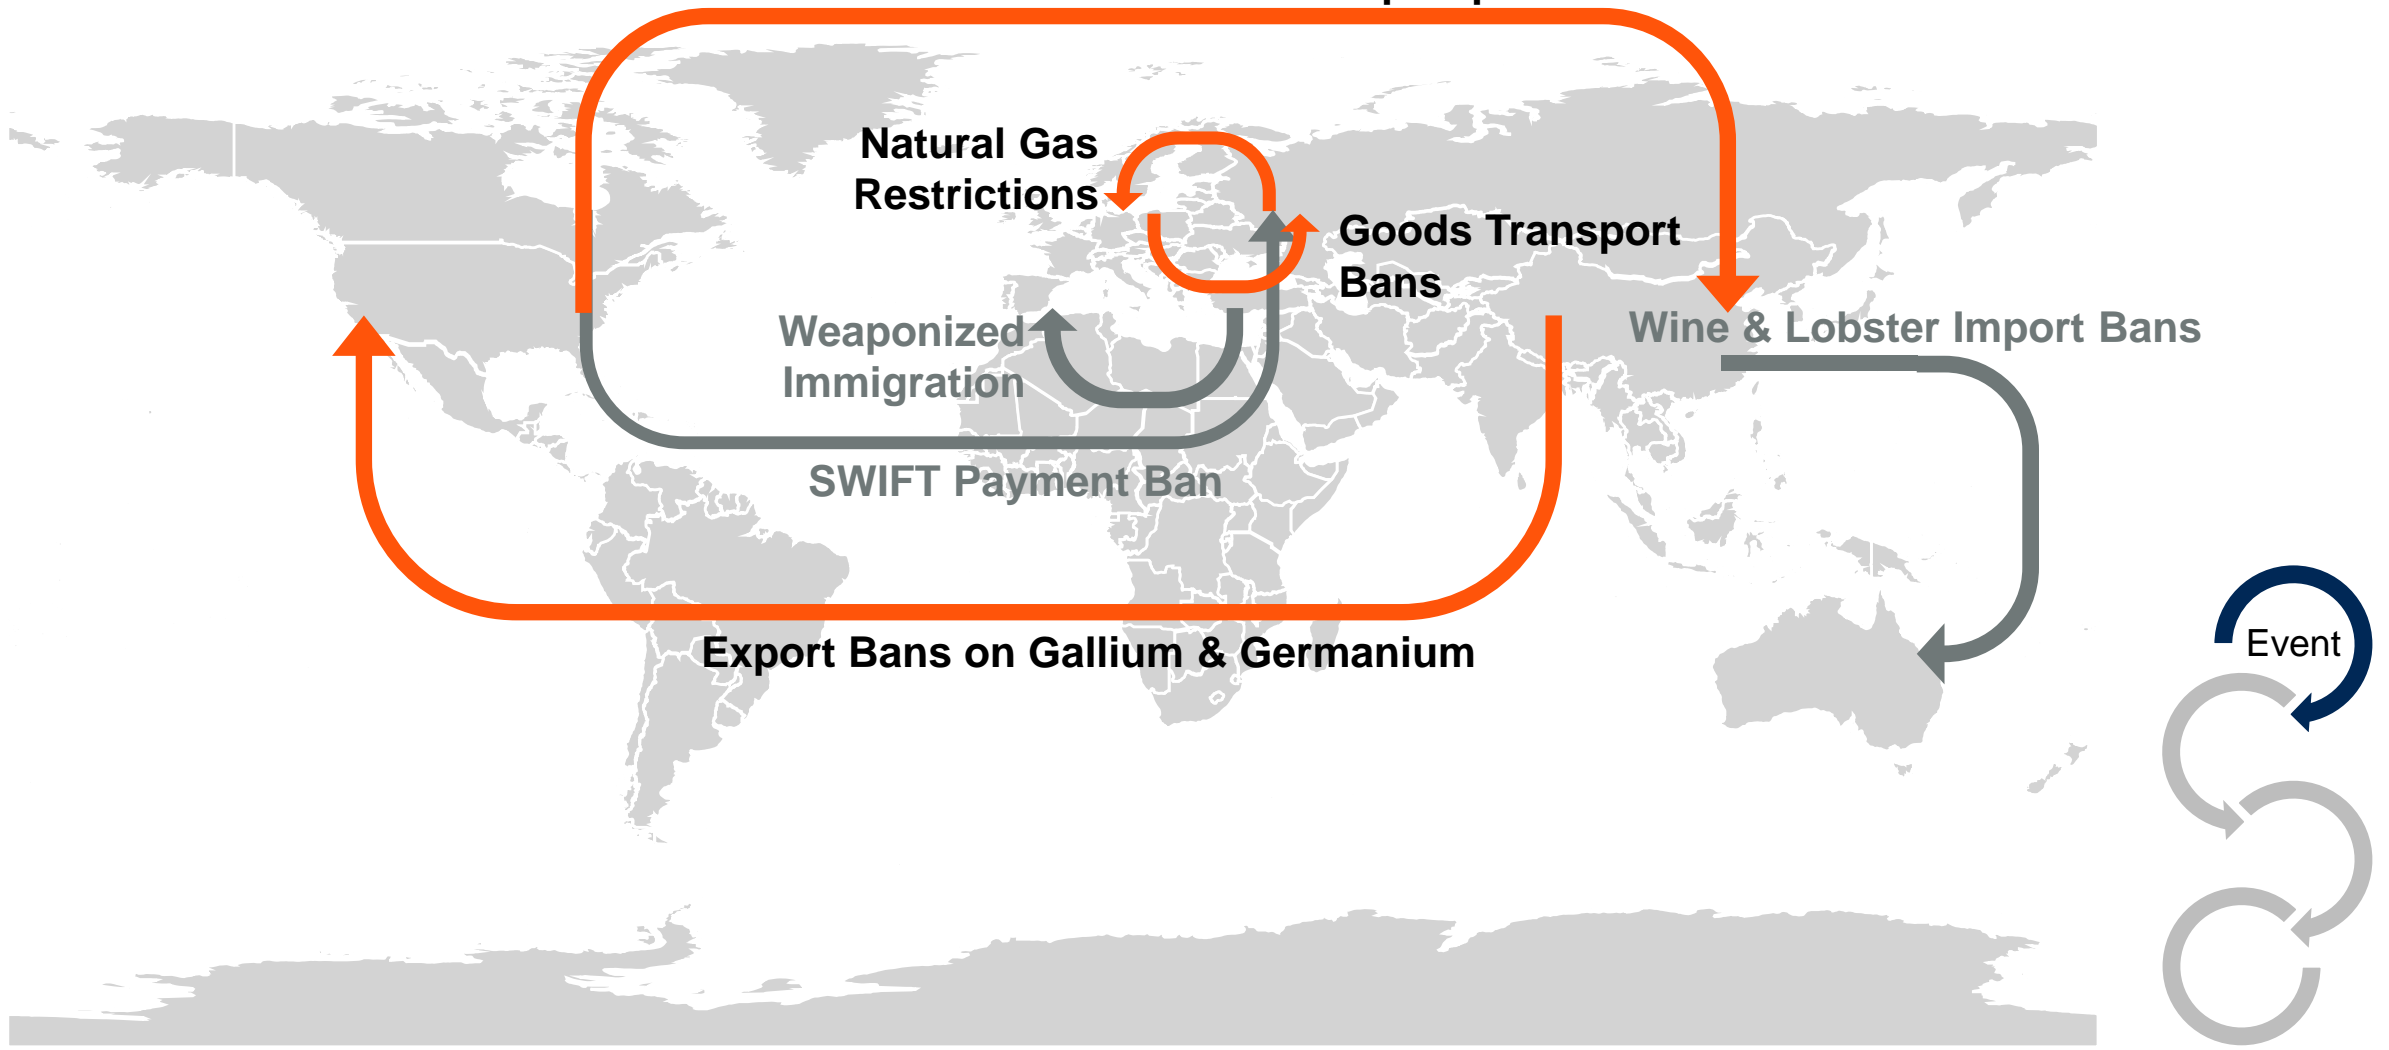 Natural Gas
Restrictions
Goods Transport
Bans
Weaponized
Immigration
Wine & Lobster Import Bans
SWIFT Payment Ban
Export Bans on Gallium & Germanium
Event